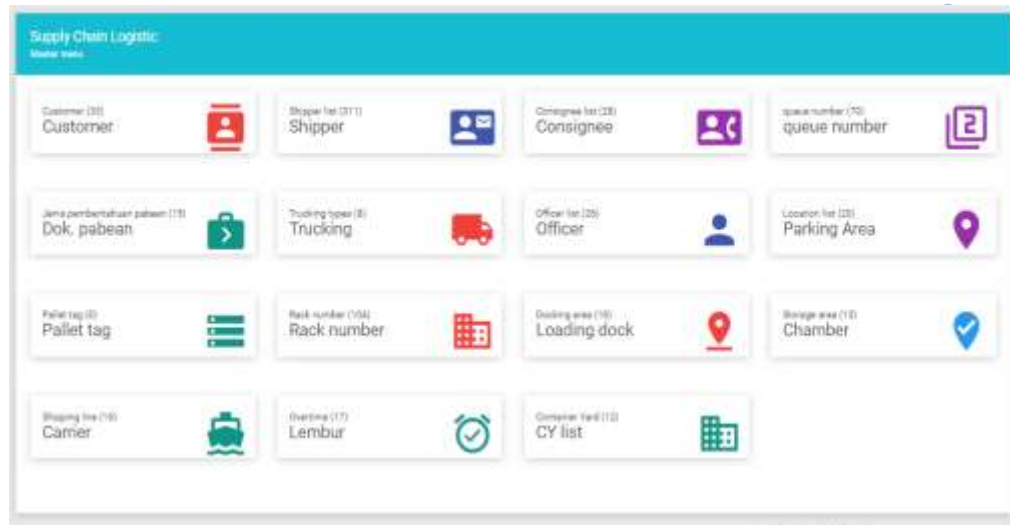 Supply Chain Logistic
Master menu
Customer
Shipper list (311)
Shipper
Consignee list (28)
Consignee
queue number (70)
queue number
2
Jenis pemberitahuan pabean (15)
Dok. pabean
Trucking types (8)
Trucking
Officer list (26)
Officer
Location list (20)
Parking Area
Pallet tag (0)
Pallet tag
Rack number (104)
Rack number
Docking area (16)
Loading dock
Storage area (13)
Chamber
Shipping line (16)
Carrier
Overtime (17)
Lembur
Container Yard (12)
CY list